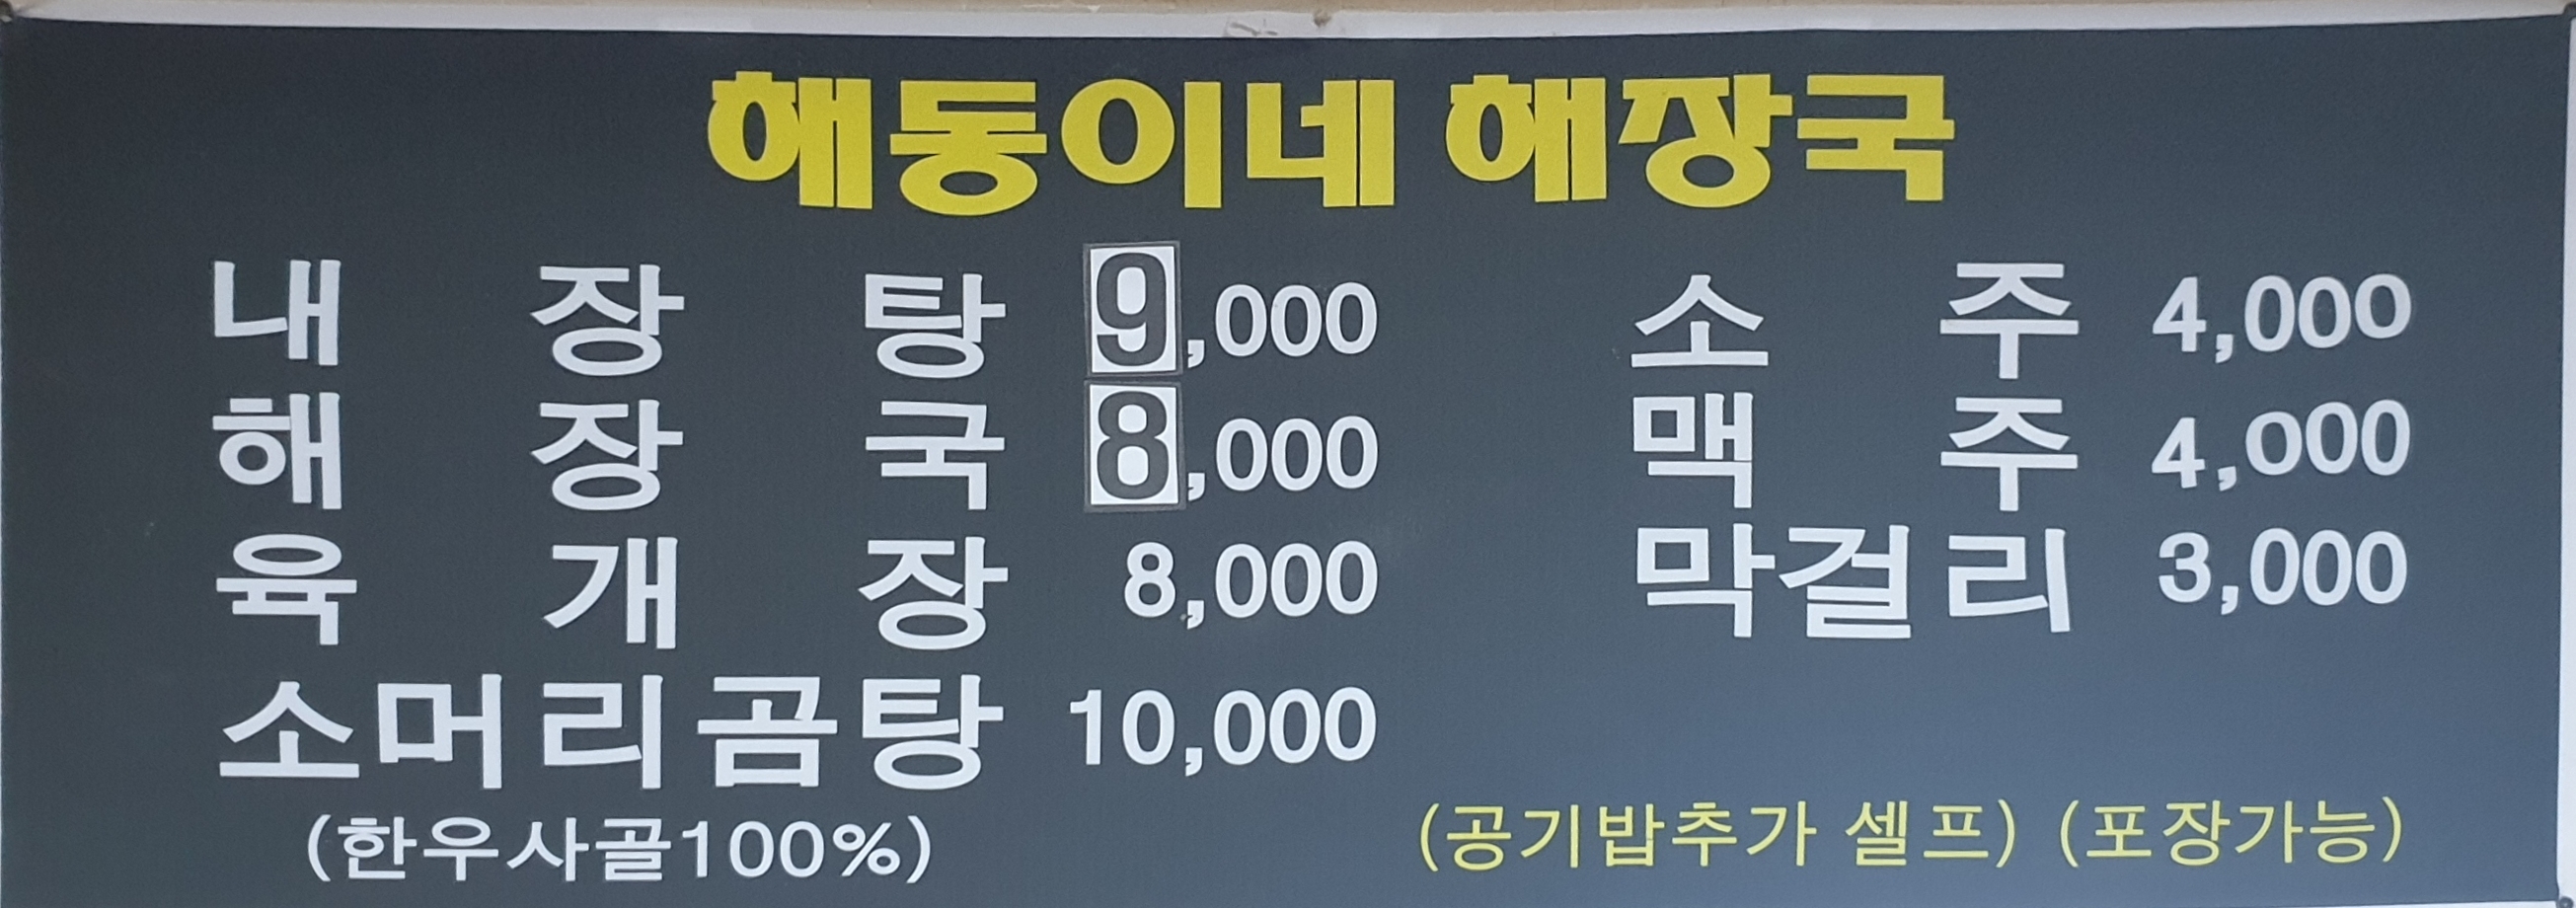 해동이네 해장국
내장탕 9,000
해장국 8,000
육개장 8,000
소머리곰탕 10,000
(한우사골100%)
소주 4,000
맥주 4,000
막걸리 3,000
(공기밥추가 셀프) (포장가능)